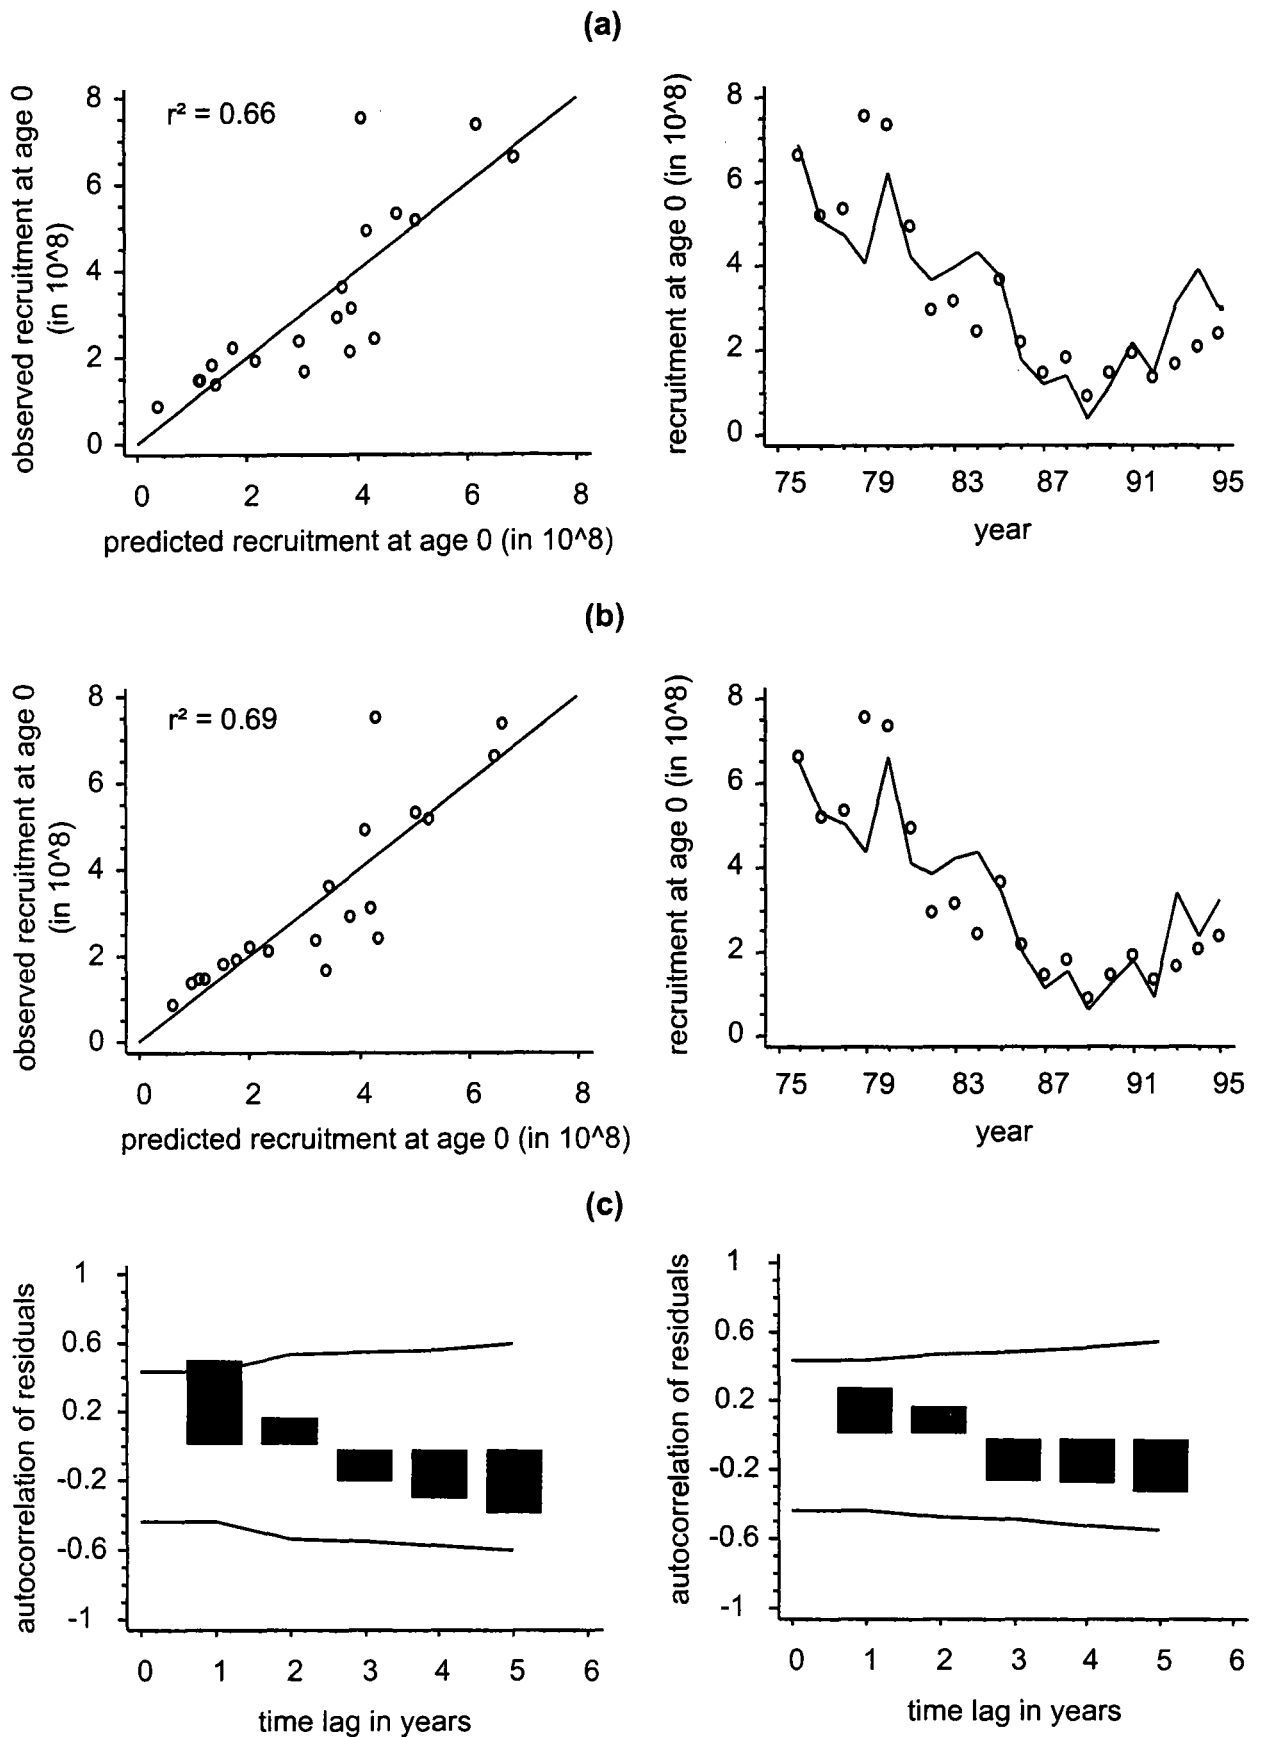 (a)
observed recruitment at age 0
(in 10^8)
r² = 0.66
8
6
4
2
0
0 2 4 6 8
predicted recruitment at age 0 (in 10^8)
recruitment at age 0 (in 10^8)
8
6
4
2
0
75 79 83 87 91 95
year
(b)
observed recruitment at age 0
(in 10^8)
r² = 0.69
8
6
4
2
0
0 2 4 6 8
predicted recruitment at age 0 (in 10^8)
recruitment at age 0 (in 10^8)
8
6
4
2
0
75 79 83 87 91 95
year
(c)
autocorrelation of residuals
1
0.6
0.2
-0.2
-0.6
-1
0 1 2 3 4 5 6
time lag in years
autocorrelation of residuals
1
0.6
0.2
-0.2
-0.6
-1
0 1 2 3 4 5 6
time lag in years